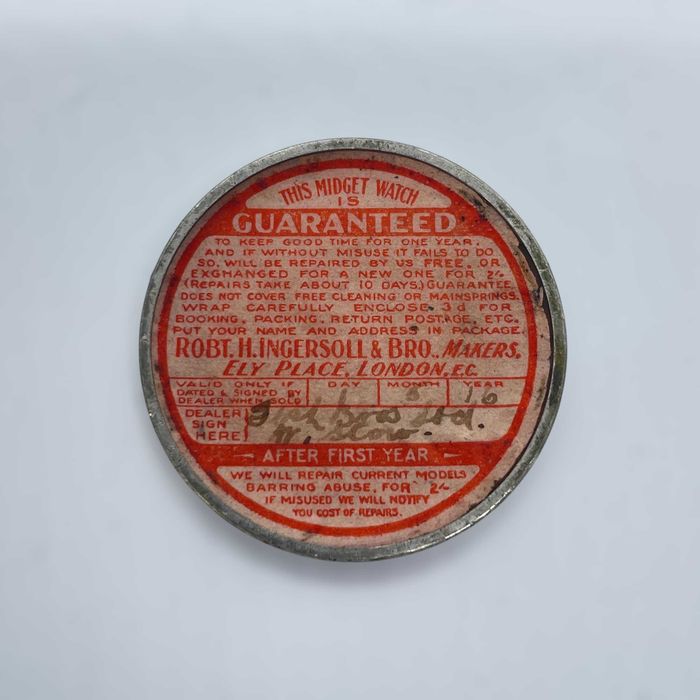 THIS MIDGET WATCH
IS
GUARANTEED
TO KEEP GOOD TIME FOR ONE YEAR,
AND IF WITHOUT MISUSE IT FAILS TO DO
SO, WILL BE REPAIRED BY US FREE, OR
EXCHANGED FOR A NEW ONE FOR 2/-
(REPAIRS TAKE ABOUT 10 DAYS.) GUARANTEE
DOES NOT COVER FREE CLEANING OR MAINSPRINGS.
WRAP CAREFULLY ENCLOSE 3d FOR
BOOKING, PACKING, RETURN POSTAGE, ETC.
PUT YOUR NAME AND ADDRESS IN PACKAGE.
ROBT. H. INGERSOLL & BRO., MAKERS,
ELY PLACE, LONDON, E.C.
VALID ONLY IF DATED & SIGNED BY DEALER WHEN SOLD
DAY MONTH YEAR
16
DEALER SIGN HERE
Bros Ltd.
AFTER FIRST YEAR
WE WILL REPAIR CURRENT MODELS
BARRING ABUSE, FOR 2/-
IF MISUSED WE WILL NOTIFY
YOU COST OF REPAIRS.